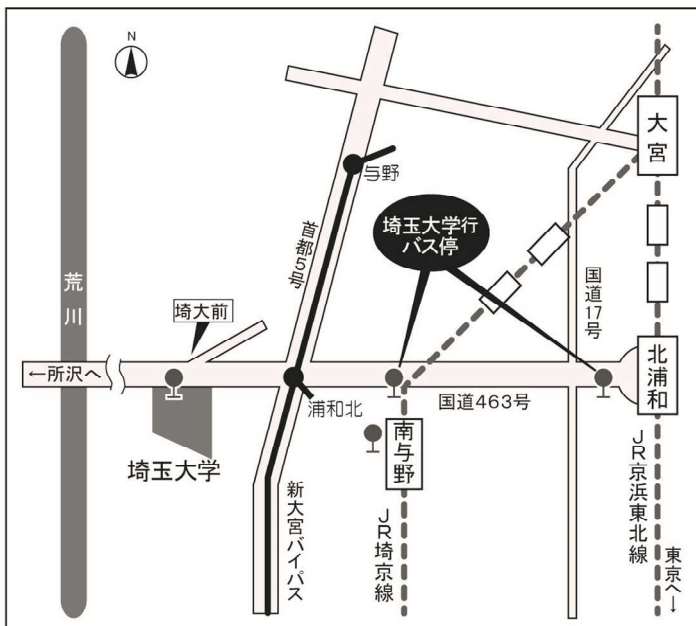 N
大宮
与野
埼玉大学行
バス停
首都5号
国道17号
荒川
埼大前
←所沢へ
北浦和
浦和北
国道463号
南与野
埼玉大学
新大宮バイパス
JR埼京線
JR京浜東北線
東京へ→